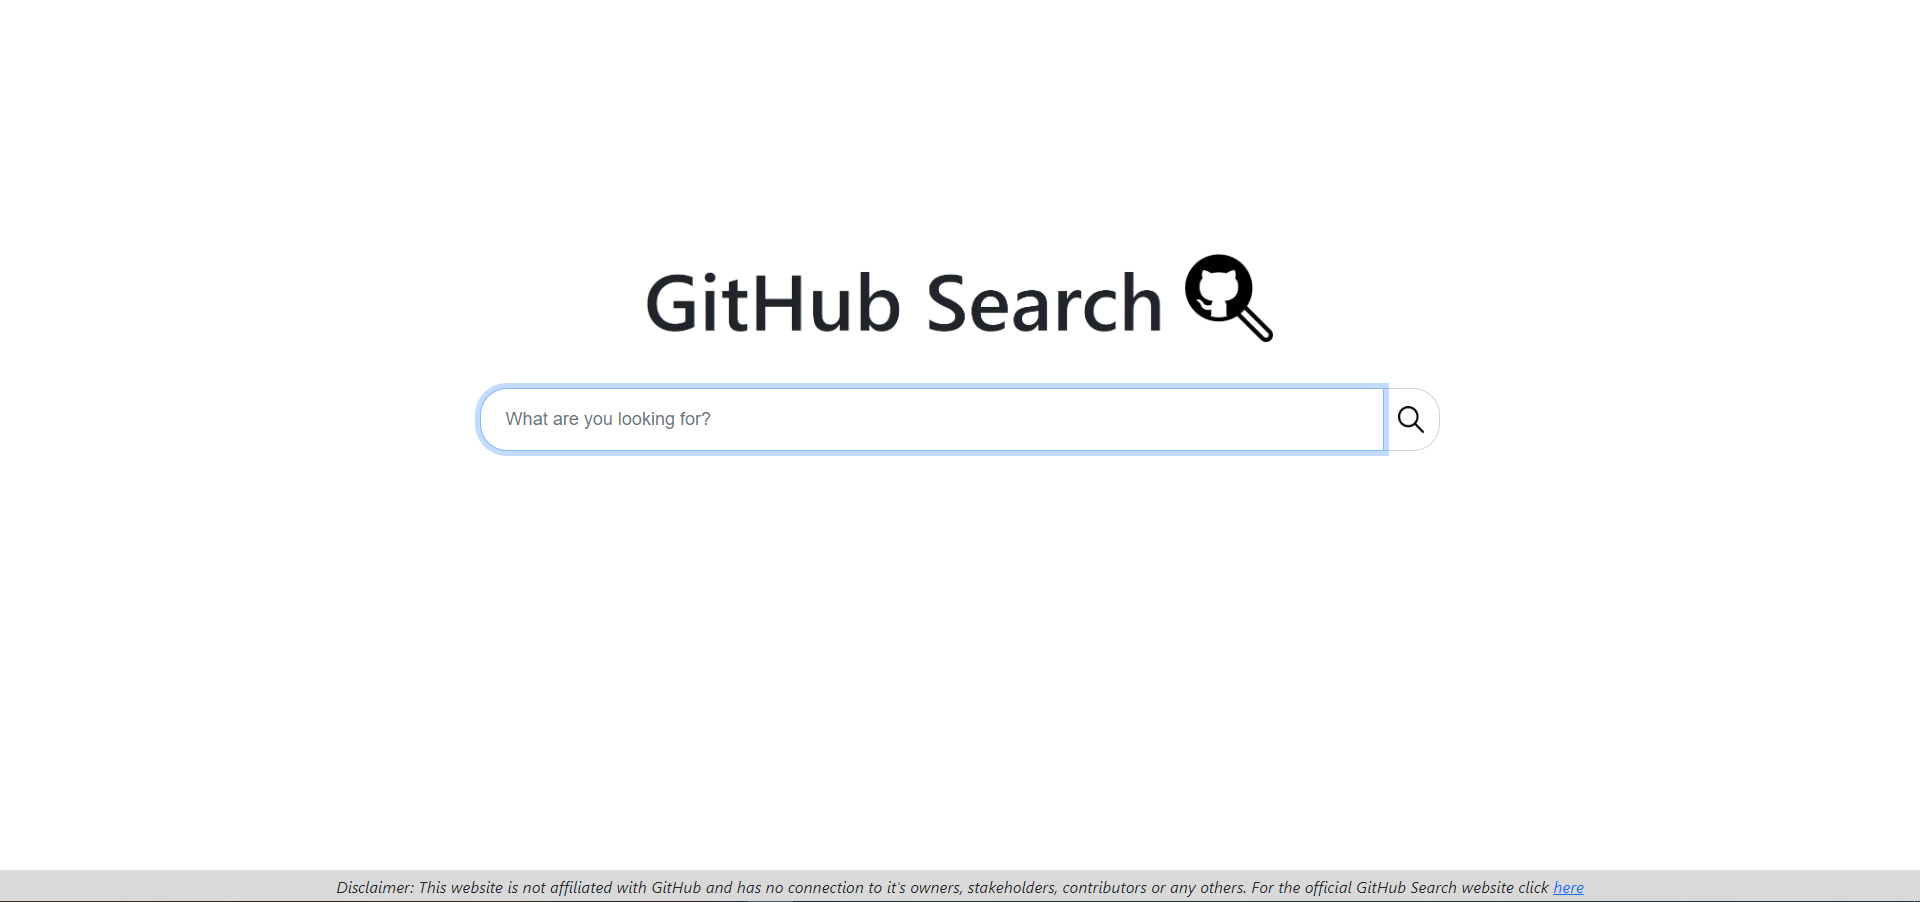 GitHub Search
What are you looking for?
Disclaimer: This website is not affiliated with GitHub and has no connection to it's owners, stakeholders, contributors or any others. For the official GitHub Search website click here